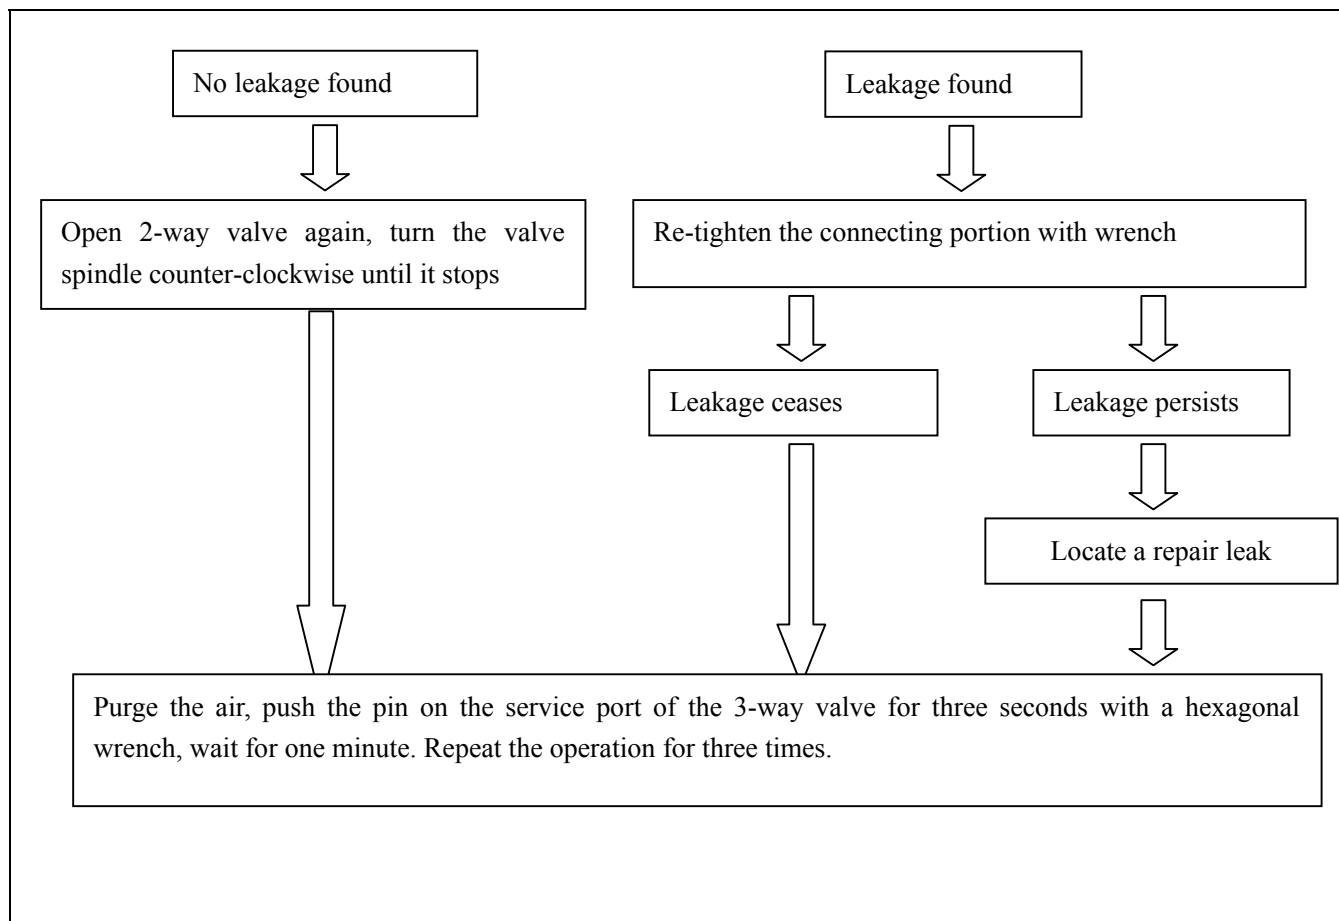 No leakage found
Leakage found
Open 2-way valve again, turn the valve
spindle counter-clockwise until it stops
Re-tighten the connecting portion with wrench
Leakage ceases
Leakage persists
Locate a repair leak
Purge the air, push the pin on the service port of the 3-way valve for three seconds with a hexagonal
wrench, wait for one minute. Repeat the operation for three times.